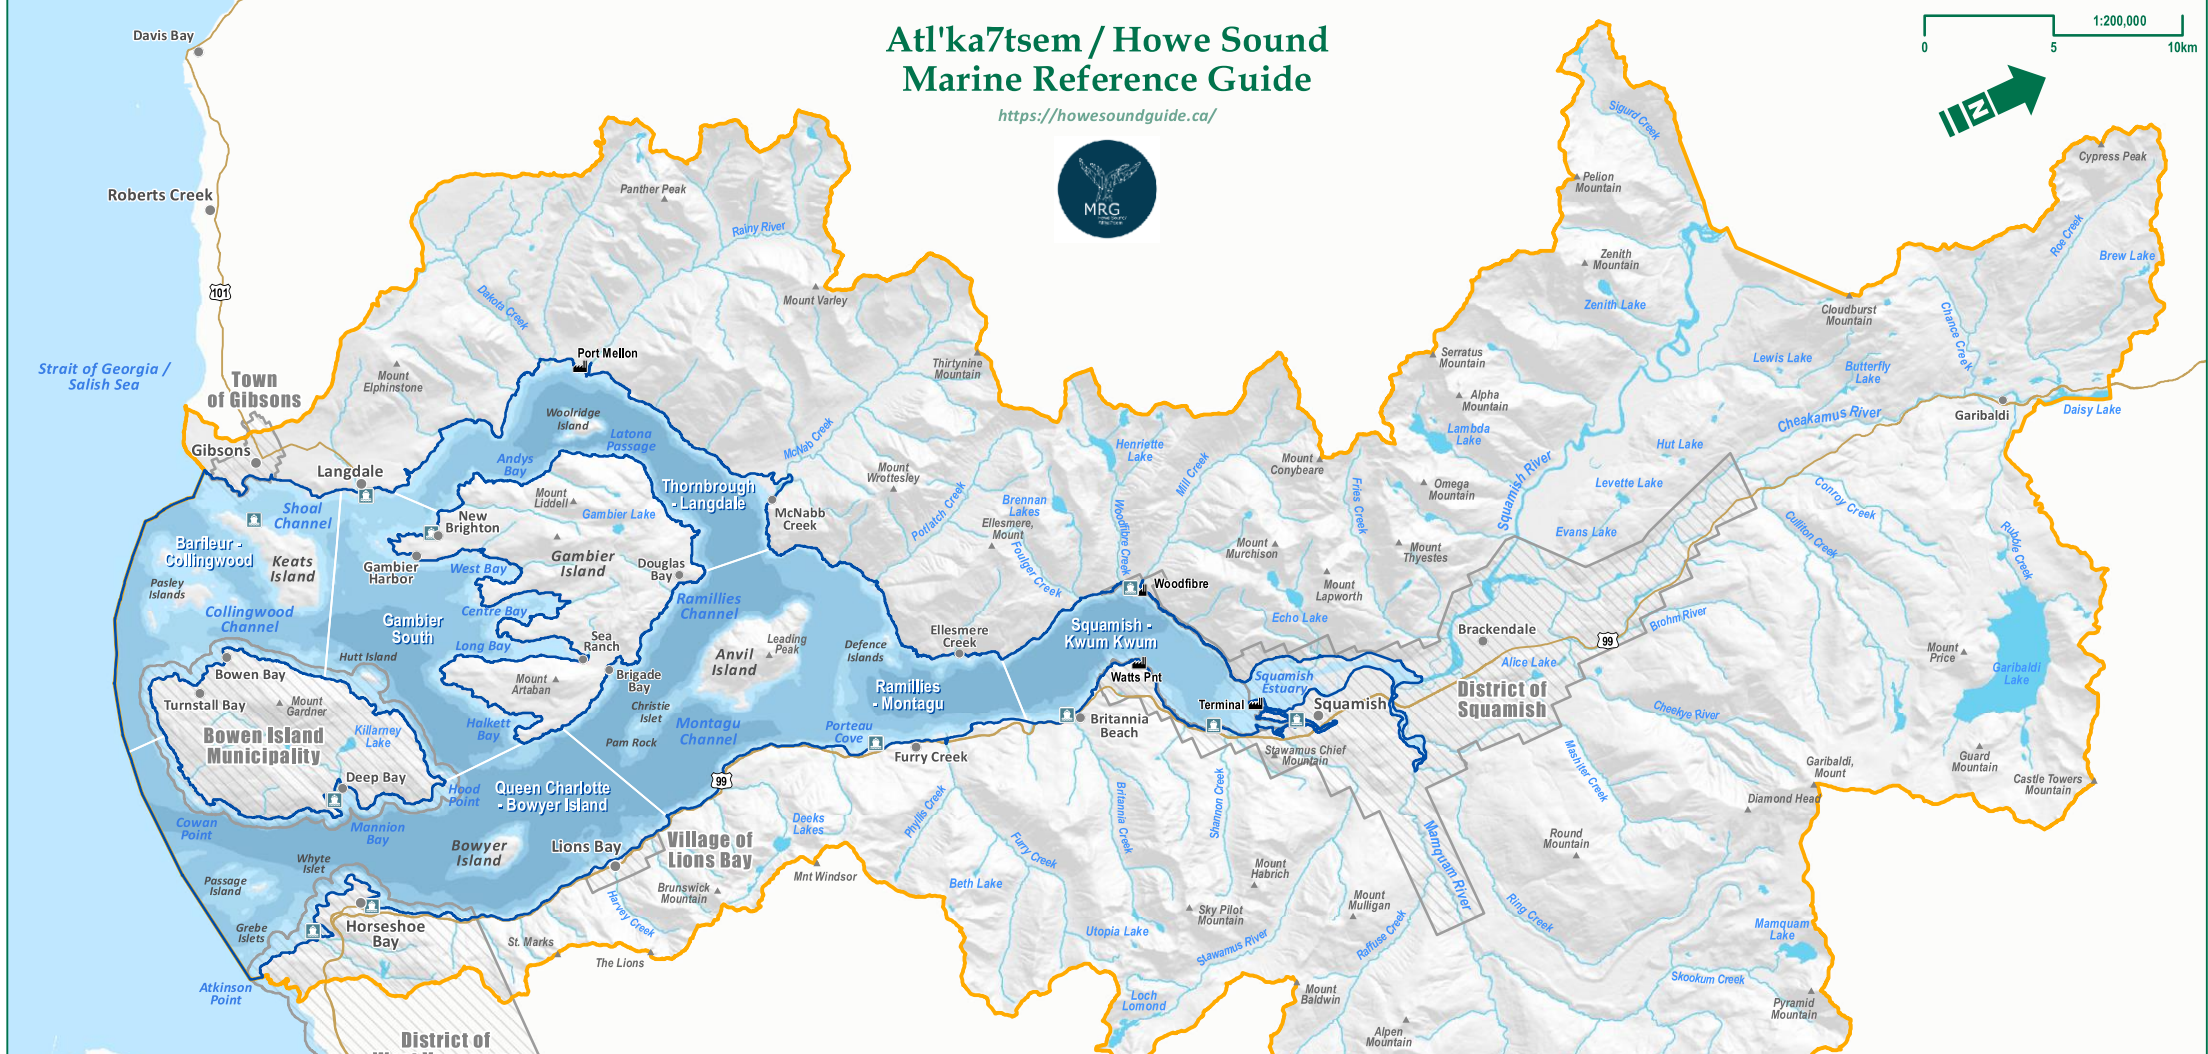 Atl'ka7tsem / Howe Sound
Marine Reference Guide
https://howesoundguide.ca/
MRG
1:200,000
0
5
10km
N
Davis Bay
Roberts Creek
101
Strait of Georgia /
Salish Sea
Town
of Gibsons
Gibsons
Langdale
Mount
Elphinstone
Dakota Creek
Panther Peak
Rainy River
Mount Varley
Port Mellon
Woolridge
Island
Latona
Passage
Andys
Bay
Thornbrough
- Langdale
McNab Creek
McNabb
Creek
Thirtynine
Mountain
Mount
Wrottesley
Potlatch Creek
Brennan
Lakes
Ellesmere,
Mount
Foulger Creek
Henriette
Lake
Woodfibre Creek
Mill Creek
Mount
Conybeare
Mount
Murchison
Fries Creek
Mount
Thyestes
Mount
Lapworth
Echo Lake
Omega
Mountain
Lambda
Lake
Alpha
Mountain
Serratus
Mountain
Sigurd Creek
Pelion
Mountain
Zenith
Mountain
Zenith Lake
Squamish River
Cypress Peak
Roe Creek
Brew Lake
Cloudburst
Mountain
Chance Creek
Lewis Lake
Butterfly
Lake
Cheakamus River
Garibaldi
Daisy Lake
Hut Lake
Levette Lake
Evans Lake
Conroy Creek
Culliton Creek
Rubble Creek
Brohm River
99
Brackendale
Alice Lake
District of
Squamish
Cheekye River
Mount
Price
Garibaldi
Lake
Guard
Mountain
Castle Towers
Mountain
Garibaldi,
Mount
Diamond Head
Mashiter Creek
Round
Mountain
Ring Creek
Mamquam River
Mamquam
Lake
Skookum Creek
Pyramid
Mountain
Shoal
Channel
Barfleur -
Collingwood
Keats
Island
Pasley
Islands
Collingwood
Channel
New
Brighton
Gambier
Harbor
Mount
Liddell
Gambier Lake
Gambier
Island
Douglas
Bay
West Bay
Centre Bay
Long Bay
Gambier
South
Sea
Ranch
Brigade
Bay
Mount
Artaban
Halkett
Bay
Christie
Islet
Pam Rock
Ramillies
Channel
Anvil
Island
Leading
Peak
Defence
Islands
Montagu
Channel
Ramillies
- Montagu
Ellesmere
Creek
Porteau
Cove
Furry Creek
Squamish -
Kwum Kwum
Woodfibre
Watts Pnt
Britannia
Beach
Terminal
Squamish
Estuary
Squamish
Stawamus Chief
Mountain
Hutt Island
Bowen Bay
Turnstall Bay
Mount
Gardner
Killarney
Lake
Bowen Island
Municipality
Deep Bay
Hood
Point
Mannion
Bay
Cowan
Point
Queen Charlotte
- Bowyer Island
Bowyer
Island
Lions Bay
Village of
Lions Bay
99
Whyte
Islet
Passage
Island
Grebe
Islets
Horseshoe
Bay
Atkinson
Point
District of
St. Marks
The Lions
Harvey Creek
Brunswick
Mountain
Deeks
Lakes
Mnt Windsor
Phyllis Creek
Furry Creek
Beth Lake
Britannia Creek
Shannon Creek
Utopia Lake
Sky Pilot
Mountain
Mount
Habrich
Mount
Mulligan
Stawamus River
Raffuse Creek
Loch
Lomond
Mount
Baldwin
Alpen
Mountain